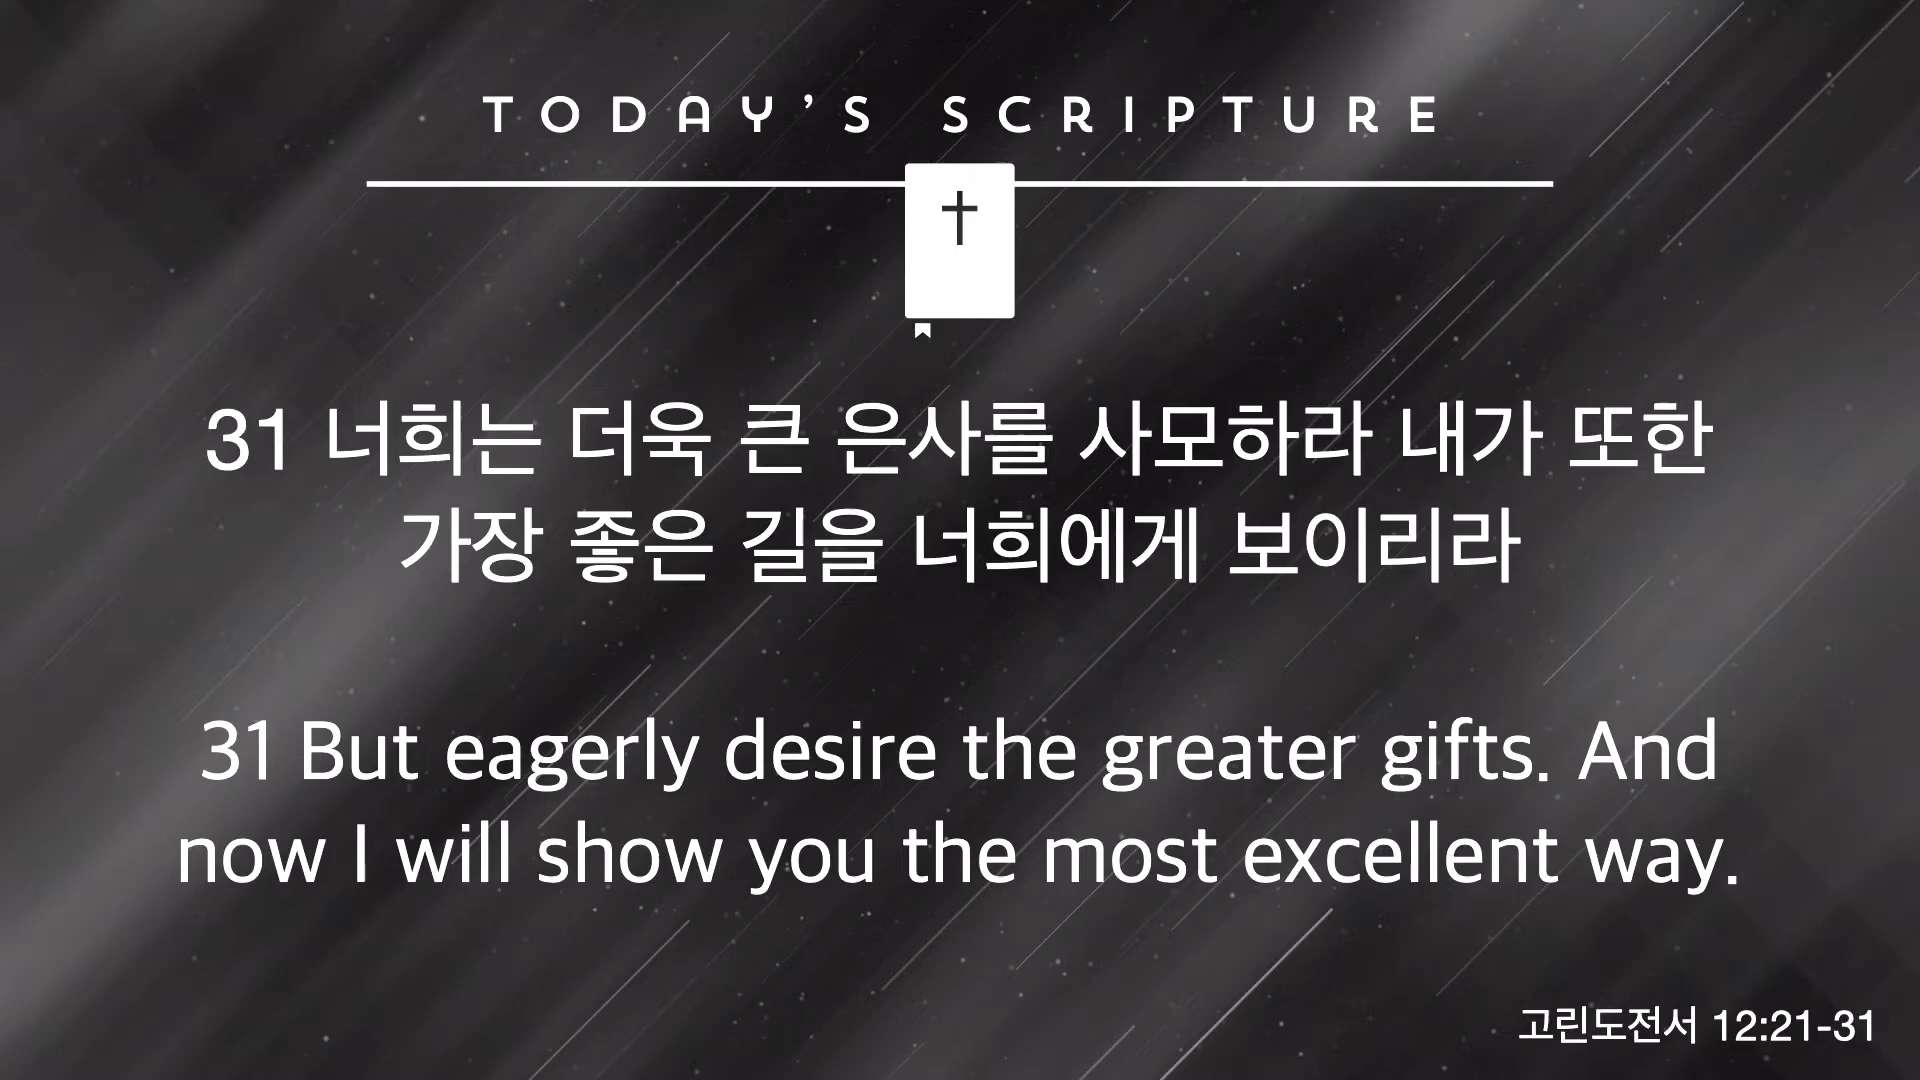 TODAY’S SCRIPTURE
31 너희는 더욱 큰 은사를 사모하라 내가 또한
가장 좋은 길을 너희에게 보이리라
31 But eagerly desire the greater gifts. And
now I will show you the most excellent way.
고린도전서 12:21-31